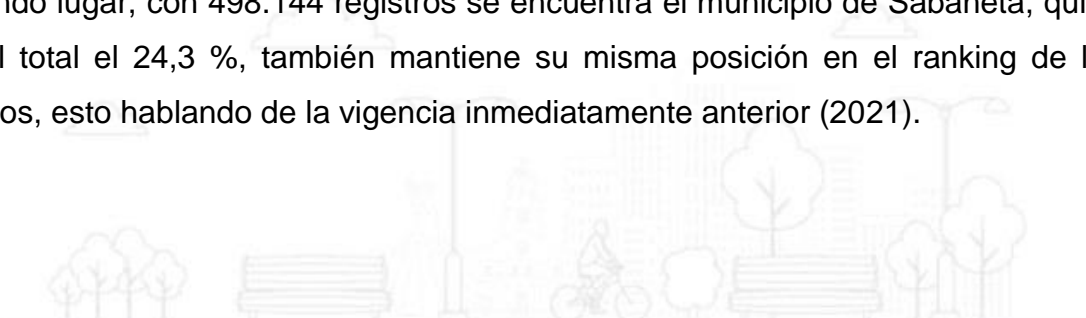 ndo lugar, con 498.144 registros se encuentra el municipio de Sabaneta, qui
l total el 24,3 %, también mantiene su misma posición en el ranking de l
os, esto hablando de la vigencia inmediatamente anterior (2021).